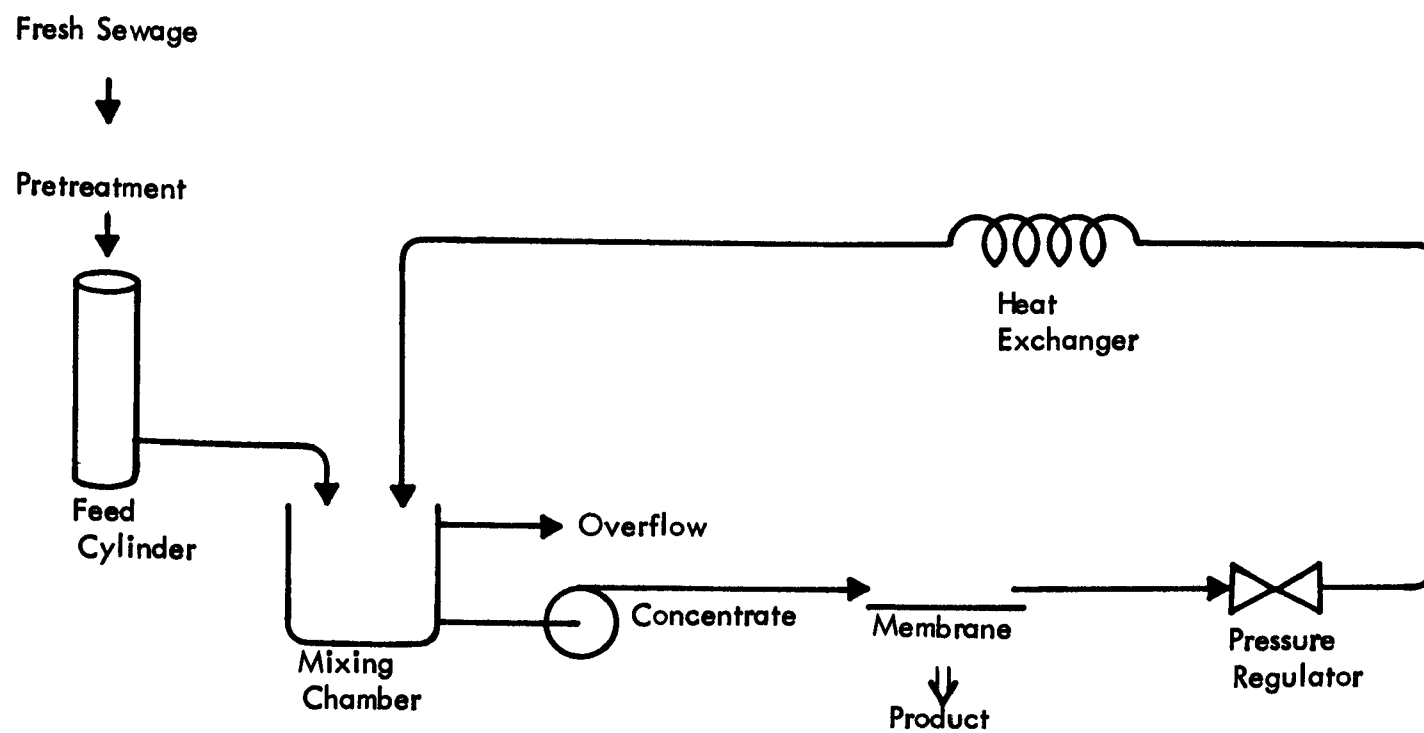 Fresh Sewage
Pretreatment
Heat
Exchanger
Feed
Cylinder
Overflow
Concentrate
Membrane
Mixing
Chamber
Pressure
Regulator
Product